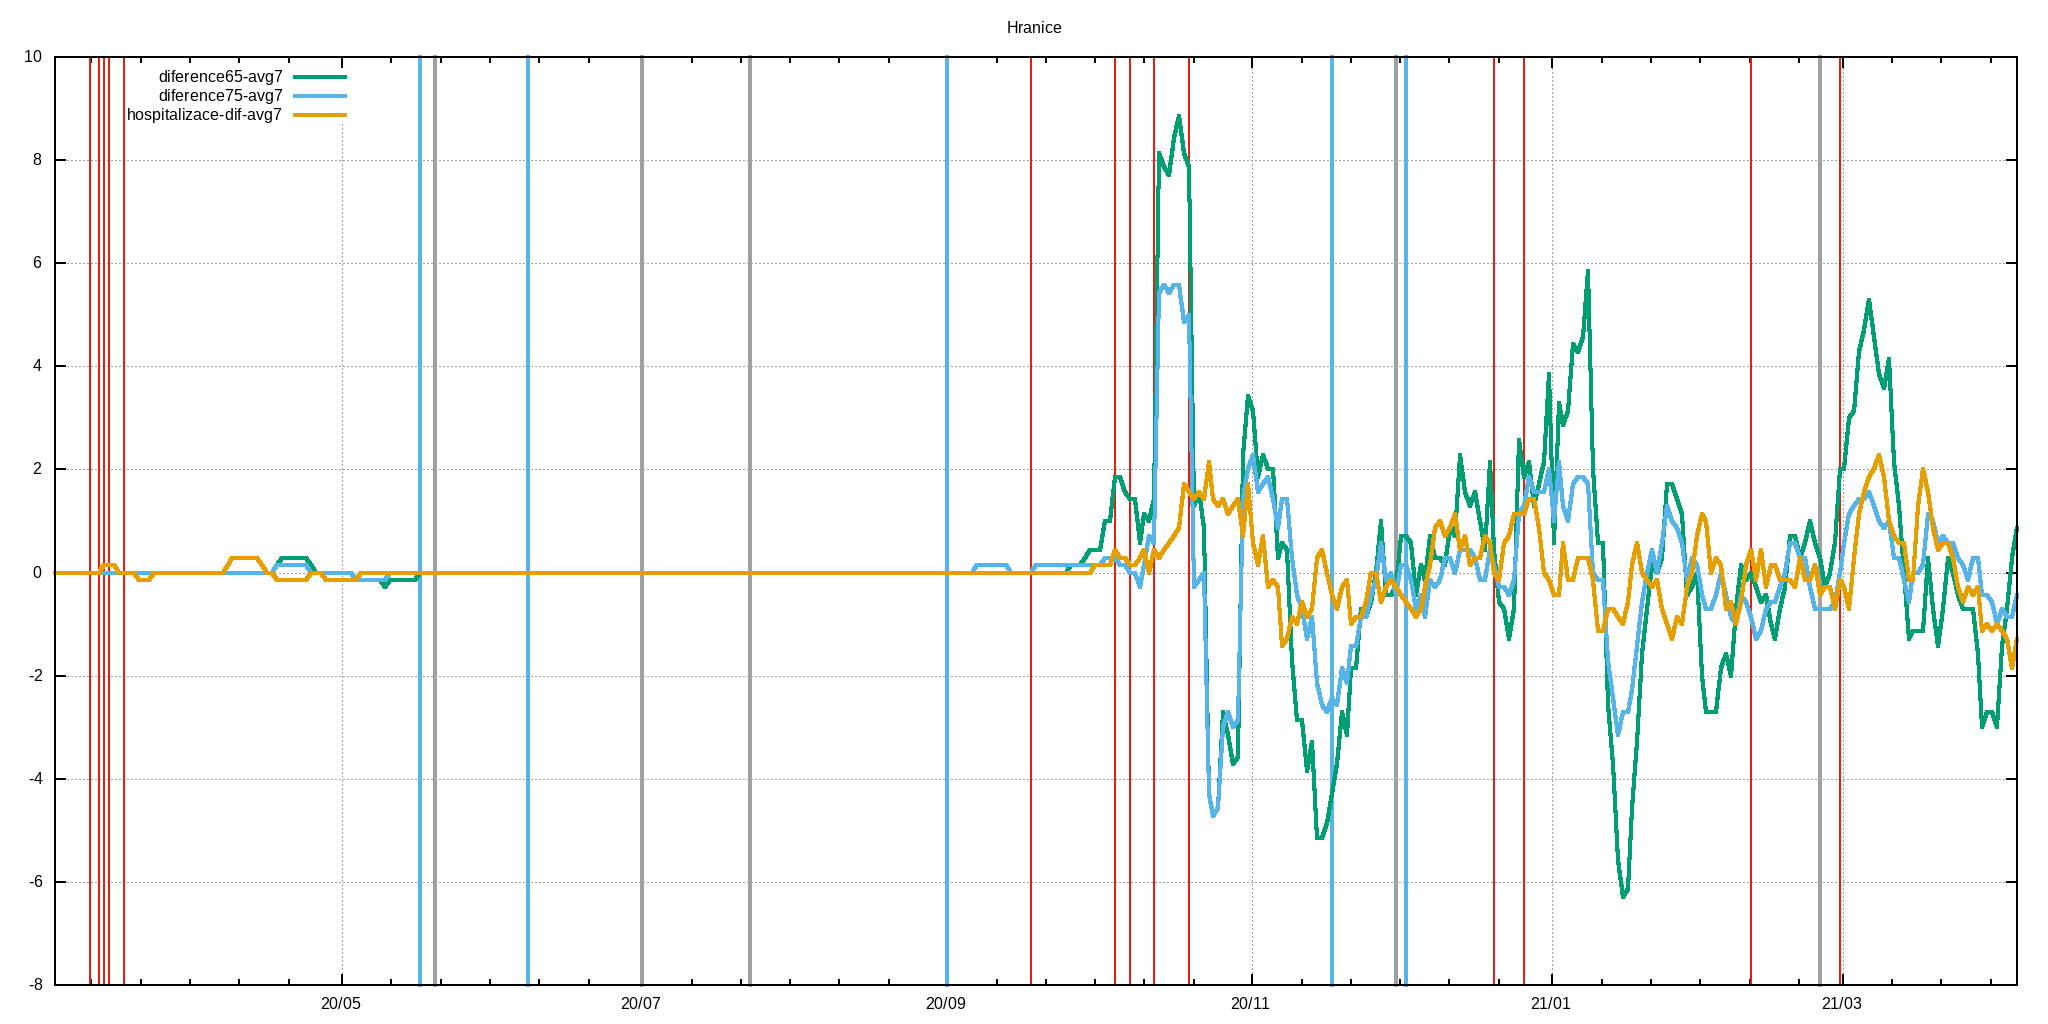 Hranice
10
diference65-avg7
diference75-avg7
hospitalizace-dif-avg7
8
6
4
2
0
-2
-4
-6
-8
20/05 20/07 20/09 20/11 21/01 21/03